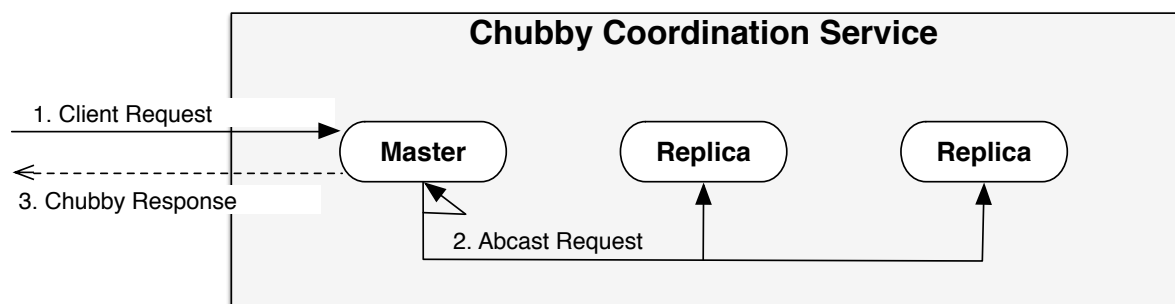 Chubby Coordination Service
1. Client Request
Master
Replica
Replica
3. Chubby Response
2. Abcast Request